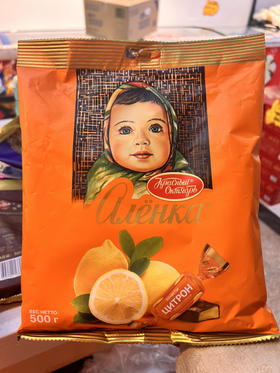 Красный
Октябрь
Алёнка
ЦИТРОН
ВЕС НЕТТО:
500 г